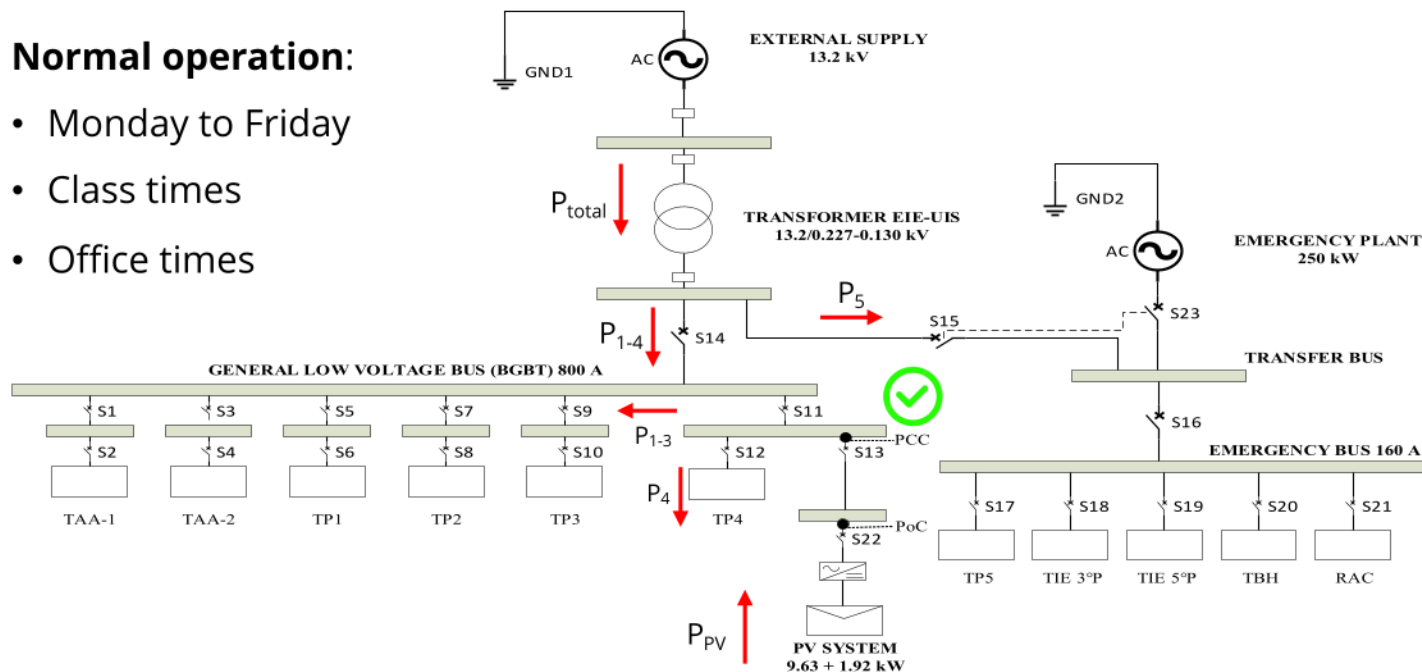 Normal operation:
• Monday to Friday
• Class times
• Office times
EXTERNAL SUPPLY
13.2 kV
AC
GND1
Ptotal
TRANSFORMER EIE-UIS
13.2/0.227-0.130 kV
GND2
AC
EMERGENCY PLANT
250 kW
P5
S15
S23
P1-4
S14
TRANSFER BUS
GENERAL LOW VOLTAGE BUS (BGBT) 800 A
S1
S3
S5
S7
S9
S11
P1-3
PCC
S16
S2
S4
S6
S8
S10
S12
S13
EMERGENCY BUS 160 A
P4
TAA-1
TAA-2
TP1
TP2
TP3
TP4
S17
S18
S19
S20
S21
PoC
S22
TP5
TIE 3°P
TIE 5°P
TBH
RAC
PPV
PV SYSTEM
9.63 + 1.92 kW